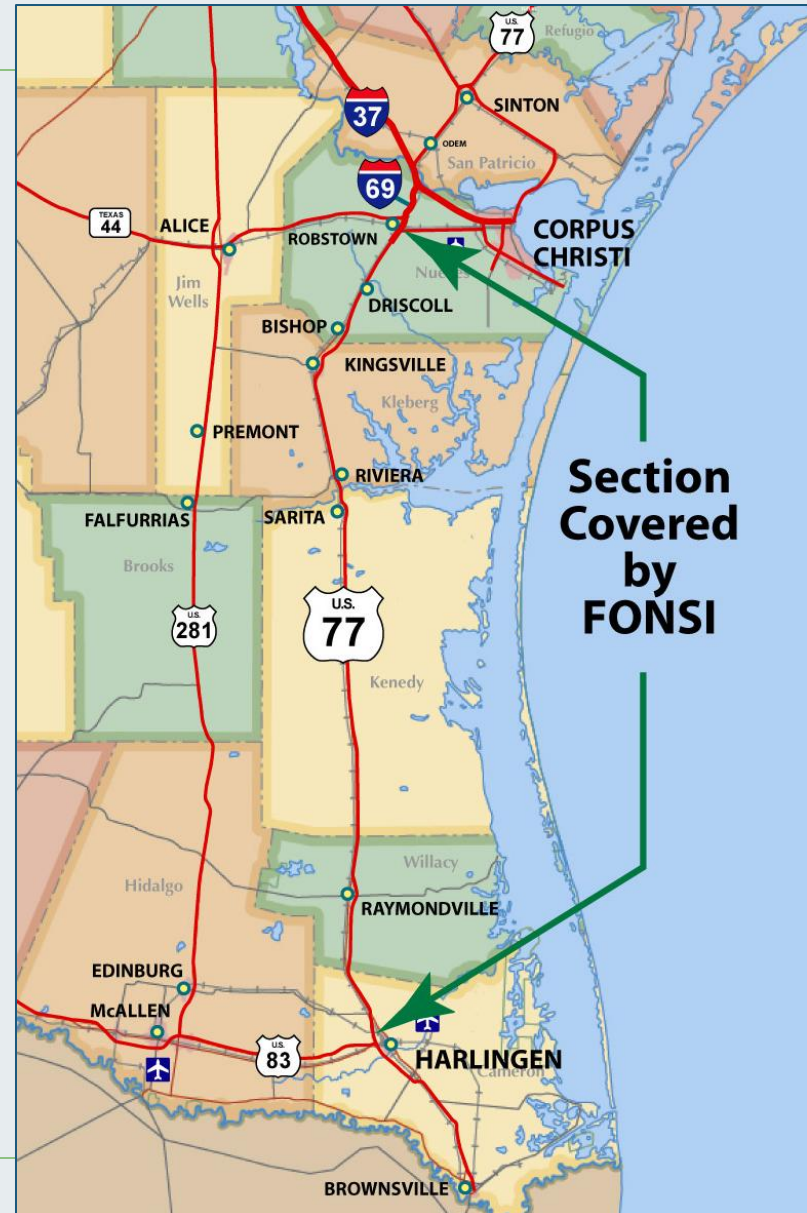 U.S.
77
Refugio
37
SINTON
ODEM
San Patricio
69
TEXAS
44
ALICE
ROBSTOWN
CORPUS
CHRISTI
Jim
Wells
Nueces
DRISCOLL
BISHOP
KINGSVILLE
Kleberg
PREMONT
RIVIERA
Section
Covered
by
FONSI
FALFURRIAS
SARITA
Brooks
U.S.
281
U.S.
77
Kenedy
Willacy
Hidalgo
RAYMONDVILLE
EDINBURG
McALLEN
U.S.
83
HARLINGEN
Cameron
BROWNSVILLE